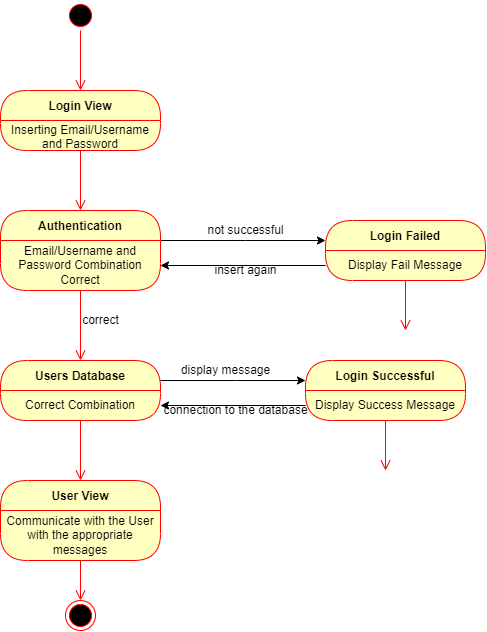 Login View
Inserting Email/Username
and Password
Authentication
Email/Username and
Password Combination
Correct
not successful
insert again
Login Failed
Display Fail Message
correct
Users Database
Correct Combination
display message
connection to the database
Login Successful
Display Success Message
User View
Communicate with the User
with the appropriate
messages